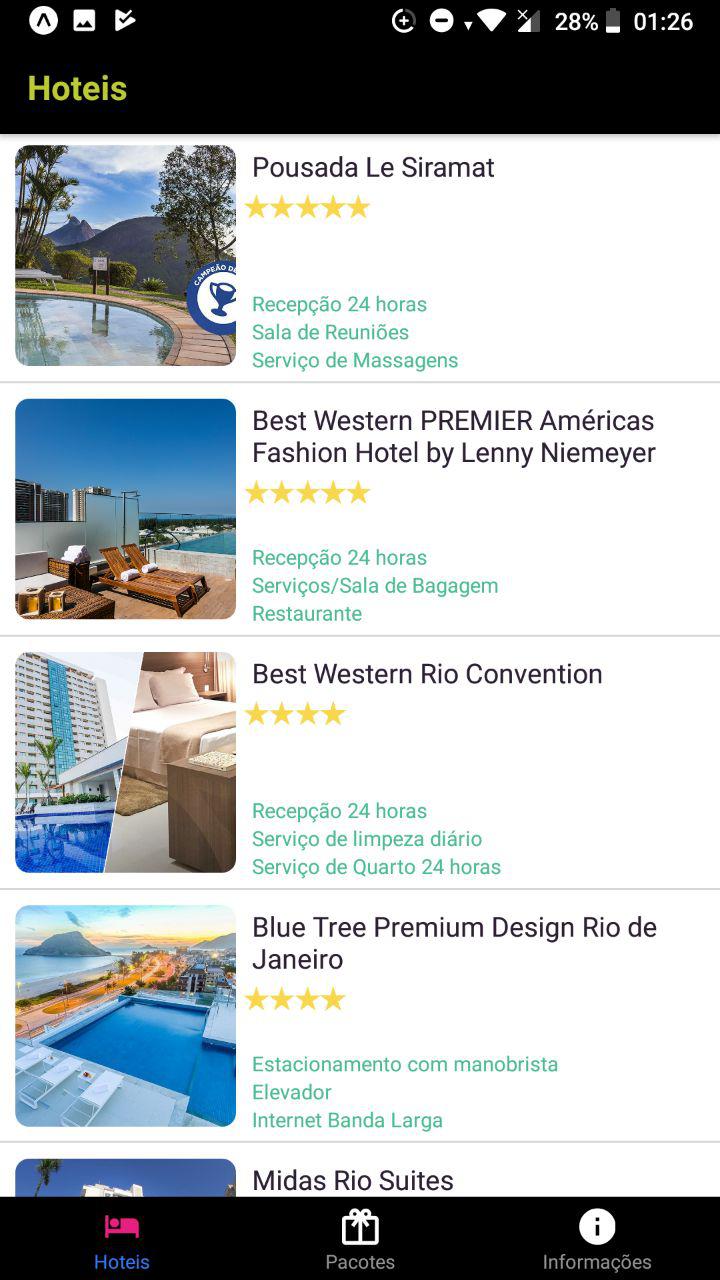 28% 01:26
Hoteis
Pousada Le Siramat
CAMPEÃO DE
Recepção 24 horas
Sala de Reuniões
Serviço de Massagens
Best Western PREMIER Américas
Fashion Hotel by Lenny Niemeyer
Recepção 24 horas
Serviços/Sala de Bagagem
Restaurante
Best Western Rio Convention
Recepção 24 horas
Serviço de limpeza diário
Serviço de Quarto 24 horas
Blue Tree Premium Design Rio de
Janeiro
Estacionamento com manobrista
Elevador
Internet Banda Larga
Midas Rio Suites
Hoteis Pacotes Informações